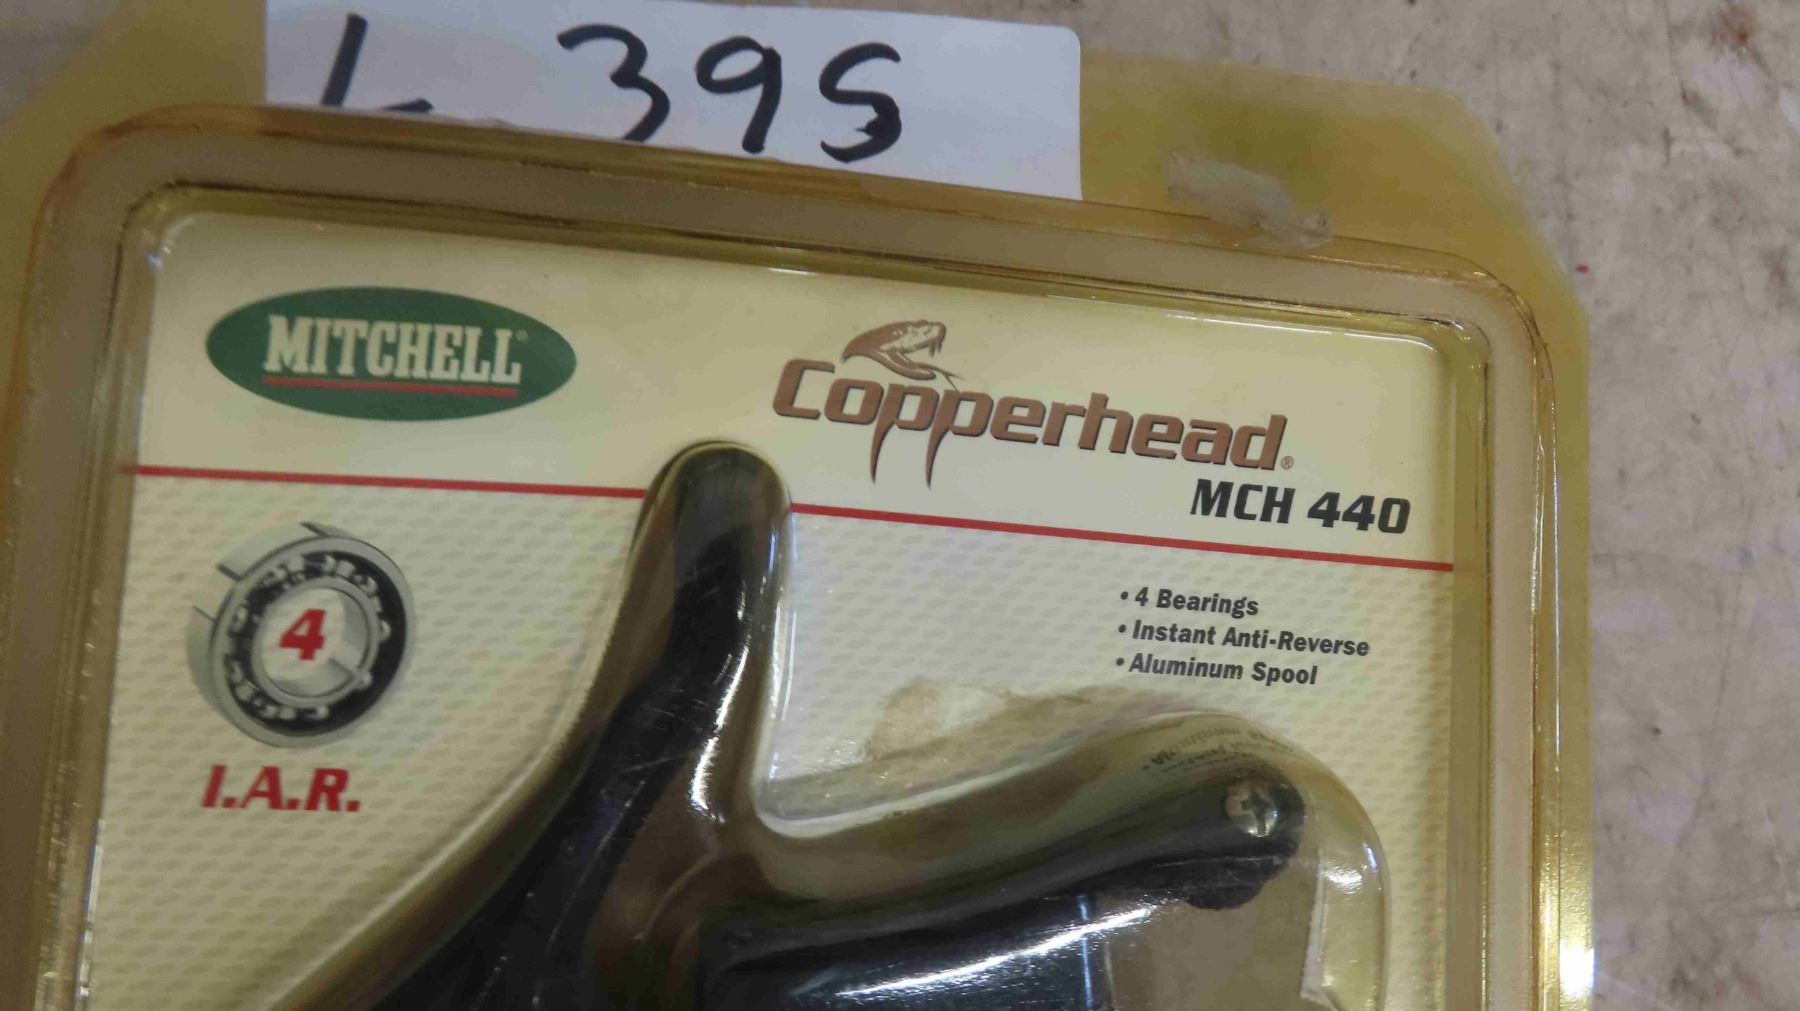 L 395
MITCHELL®
Copperhead®
MCH 440
• 4 Bearings
• Instant Anti-Reverse
• Aluminum Spool
4
I.A.R.